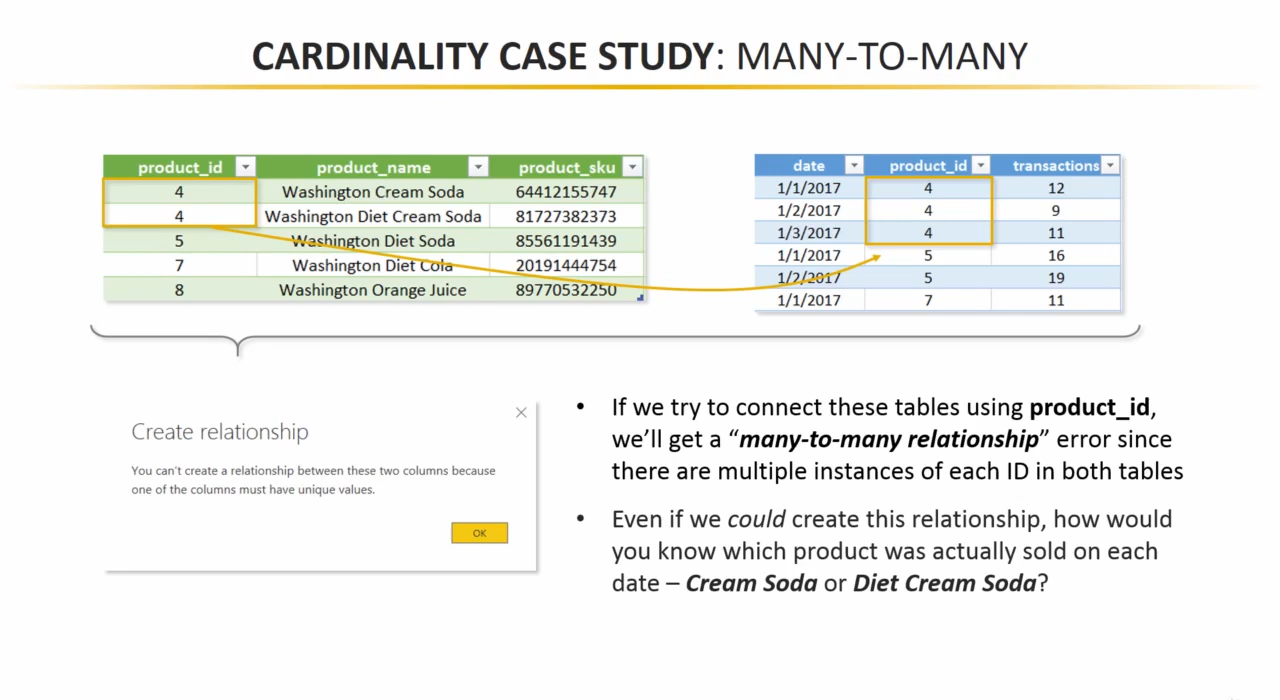 CARDINALITY CASE STUDY: MANY-TO-MANY
product_id product_name product_sku
4 Washington Cream Soda 64412155747
4 Washington Diet Cream Soda 81727382373
5 Washington Diet Soda 85561191439
7 Washington Diet Cola 20191444754
8 Washington Orange Juice 89770532250
date product_id transactions
1/1/2017 4 12
1/2/2017 4 9
1/3/2017 4 11
1/1/2017 5 16
1/2/2017 5 19
1/1/2017 7 11
Create relationship
You can't create a relationship between these two columns because
one of the columns must have unique values.
OK
• If we try to connect these tables using product_id,
we'll get a “many-to-many relationship” error since
there are multiple instances of each ID in both tables
• Even if we could create this relationship, how would
you know which product was actually sold on each
date – Cream Soda or Diet Cream Soda?